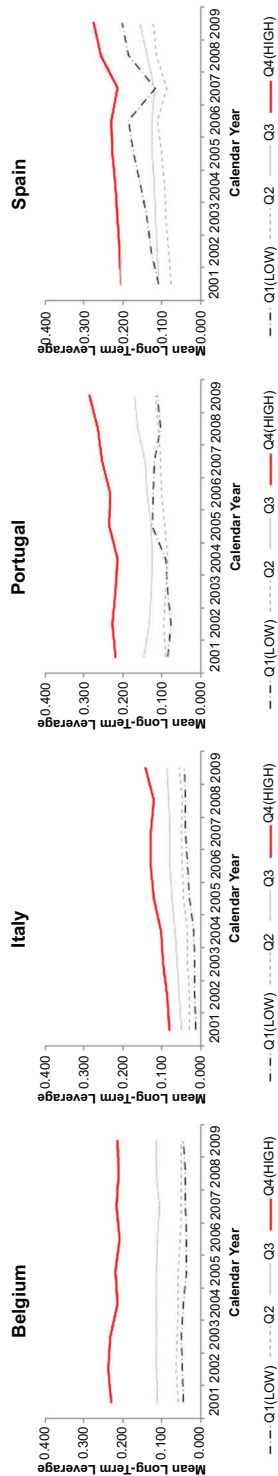 Belgium
Mean Long-Term Leverage
0.400
0.300
0.200
0.100
0.000
2001 2002 2003 2004 2005 2006 2007 2008 2009
Calendar Year
Q1(LOW) Q2 Q3 Q4(HIGH)
Italy
Mean Long-Term Leverage
0.400
0.300
0.200
0.100
0.000
2001 2002 2003 2004 2005 2006 2007 2008 2009
Calendar Year
Q1(LOW) Q2 Q3 Q4(HIGH)
Portugal
Mean Long-Term Leverage
0.400
0.300
0.200
0.100
0.000
2001 2002 2003 2004 2005 2006 2007 2008 2009
Calendar Year
Q1(LOW) Q2 Q3 Q4(HIGH)
Spain
Mean Long-Term Leverage
0.400
0.300
0.200
0.100
0.000
2001 2002 2003 2004 2005 2006 2007 2008 2009
Calendar Year
Q1(LOW) Q2 Q3 Q4(HIGH)